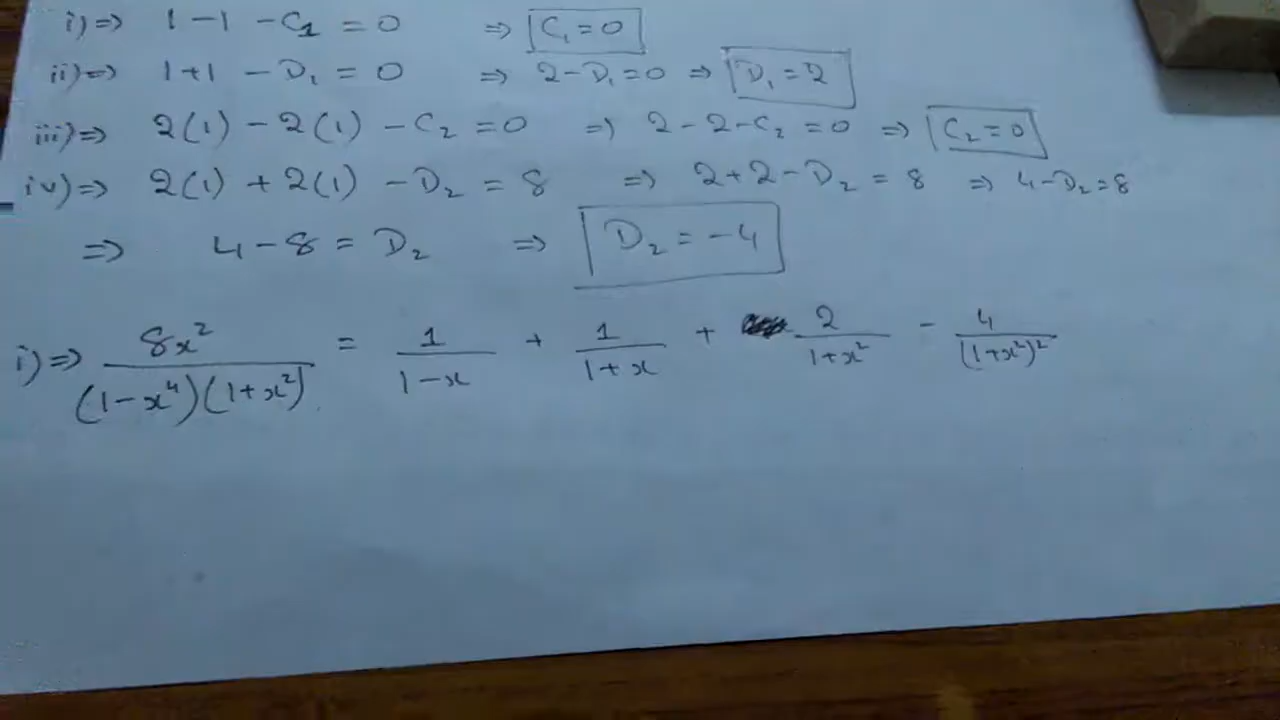 i) ⇒ 1 - 1 - C₁ = 0 ⇒ C₁ = 0
ii) ⇒ 1 + 1 - D₁ = 0 ⇒ 2 - D₁ = 0 ⇒ D₁ = 2
iii) ⇒ 2(1) - 2(1) - C₂ = 0 ⇒ 2 - 2 - C₂ = 0 ⇒ C₂ = 0
iv) ⇒ 2(1) + 2(1) - D₂ = 8 ⇒ 2 + 2 - D₂ = 8 ⇒ 4 - D₂ = 8
⇒ 4 - 8 = D₂ ⇒ D₂ = -4
i) ⇒ 8x²/(1-x⁴)(1+x²) = 1/(1-x) + 1/(1+x) + 2/(1+x²) - 4/(1+x²)²